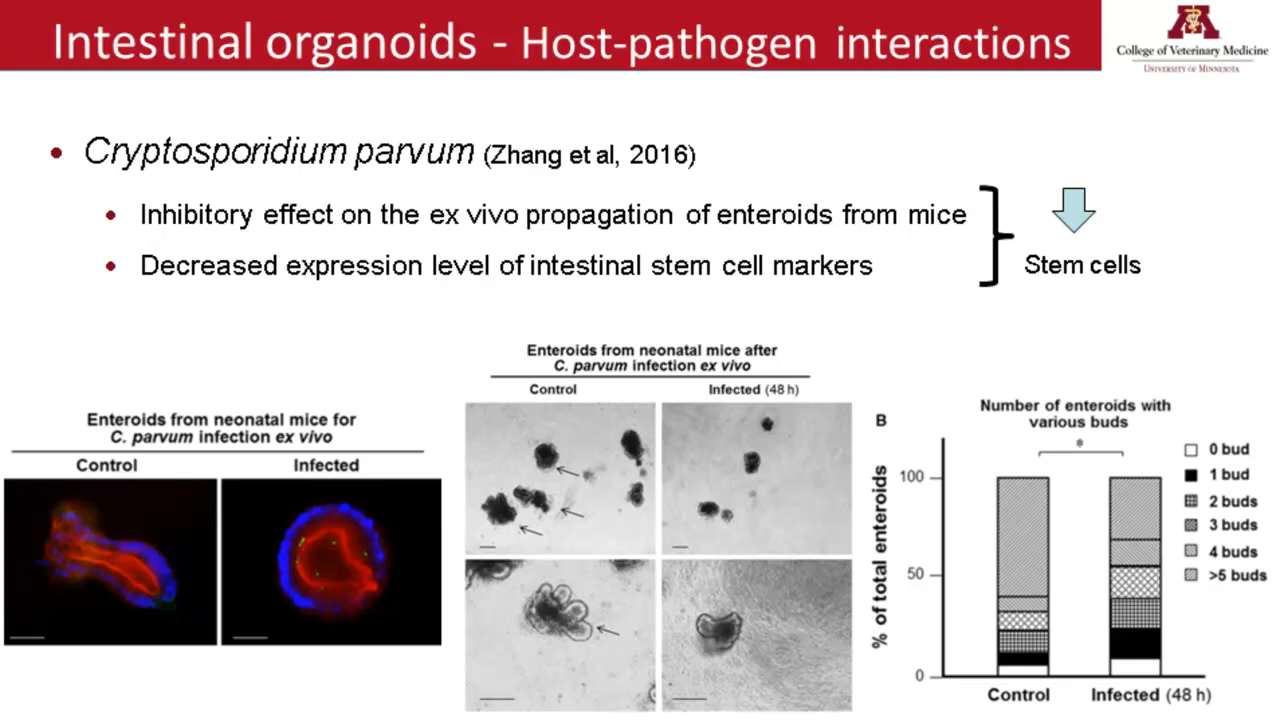 Intestinal organoids - Host-pathogen interactions
College of Veterinary Medicine
UNIVERSITY OF MINNESOTA
• Cryptosporidium parvum (Zhang et al, 2016)
• Inhibitory effect on the ex vivo propagation of enteroids from mice
• Decreased expression level of intestinal stem cell markers
Stem cells
Enteroids from neonatal mice for
C. parvum infection ex vivo
Control Infected
Enteroids from neonatal mice after
C. parvum infection ex vivo
Control Infected (48 h)
B
Number of enteroids with
various buds
*
% of total enteroids
100
50
0
Control Infected (48 h)
0 bud
1 bud
2 buds
3 buds
4 buds
>5 buds